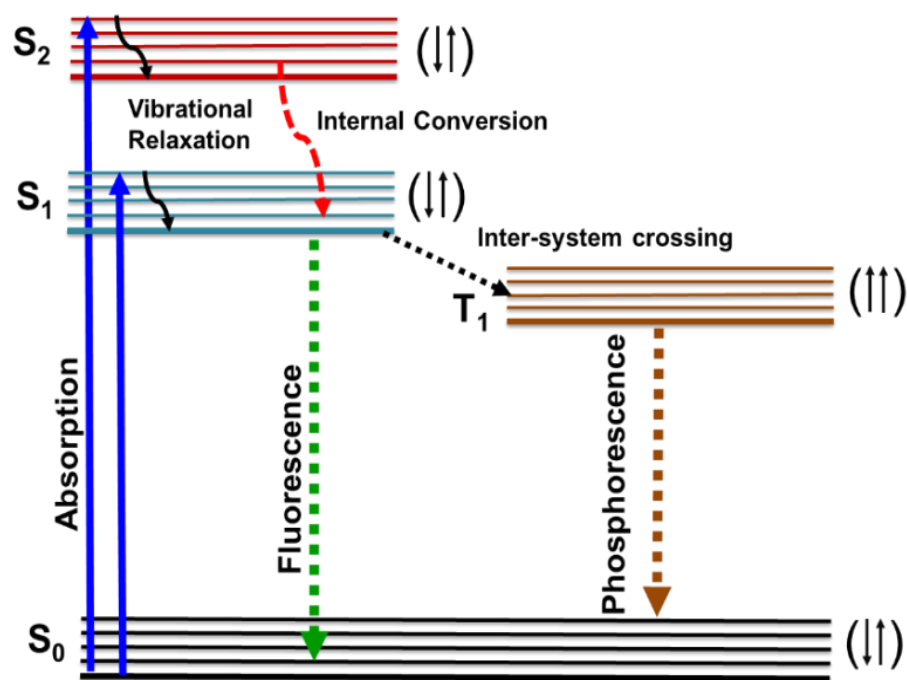 S₂
(↓↑)
Vibrational
Relaxation
Internal Conversion
S₁
(↓↑)
Inter-system crossing
T₁
(↑↑)
Absorption
Fluorescence
Phosphorescence
S₀
(↓↑)